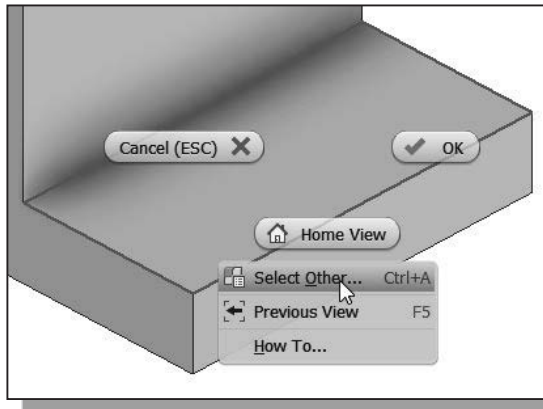 Cancel (ESC)
OK
Home View
Select Other... Ctrl+A
Previous View F5
How To...